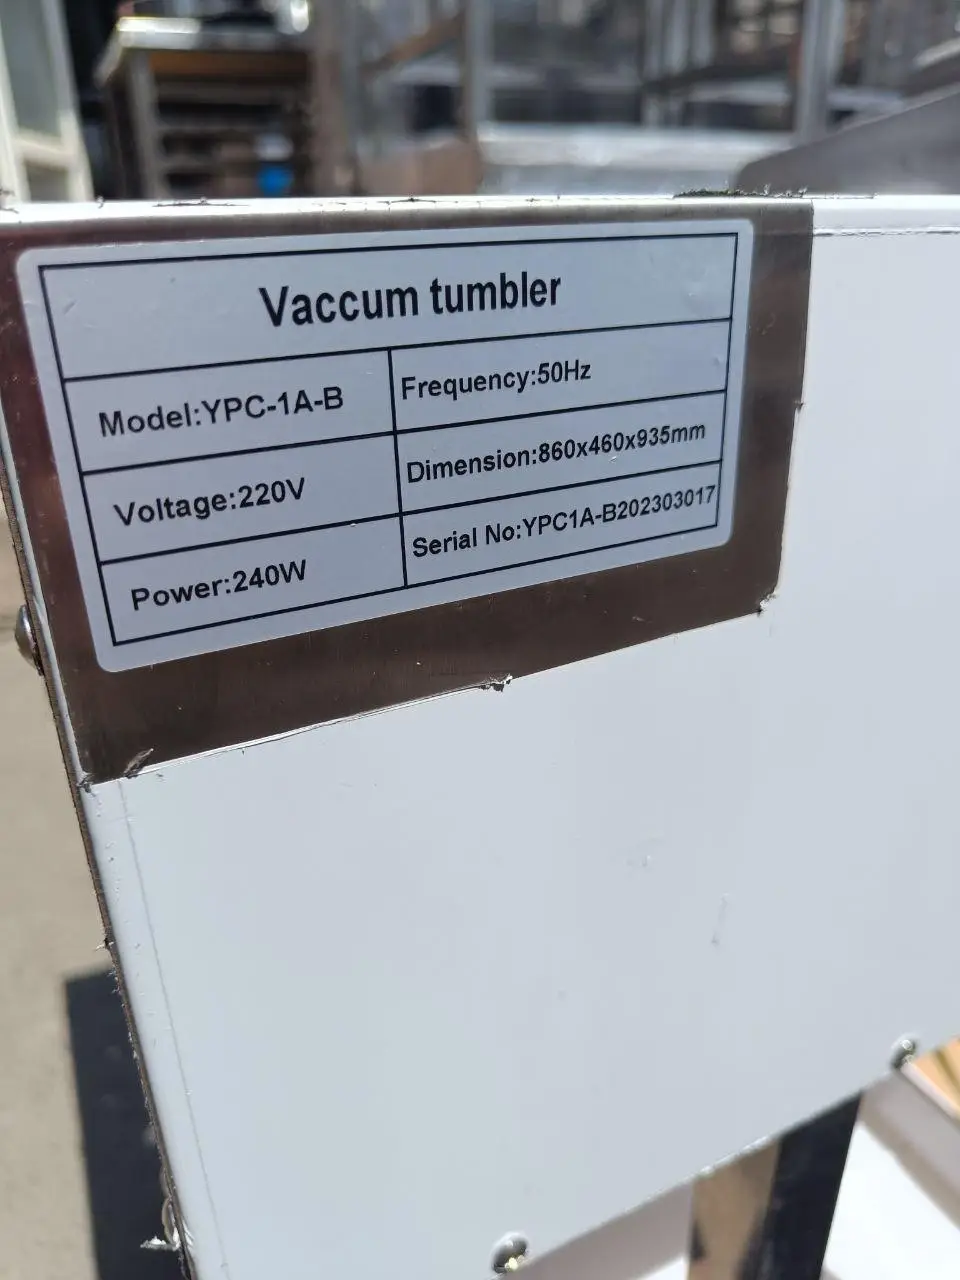 Vaccum tumbler
Model:YPC-1A-B
Frequency:50Hz
Voltage:220V
Dimension:860x460x935mm
Power:240W
Serial No:YPC1A-B202303017